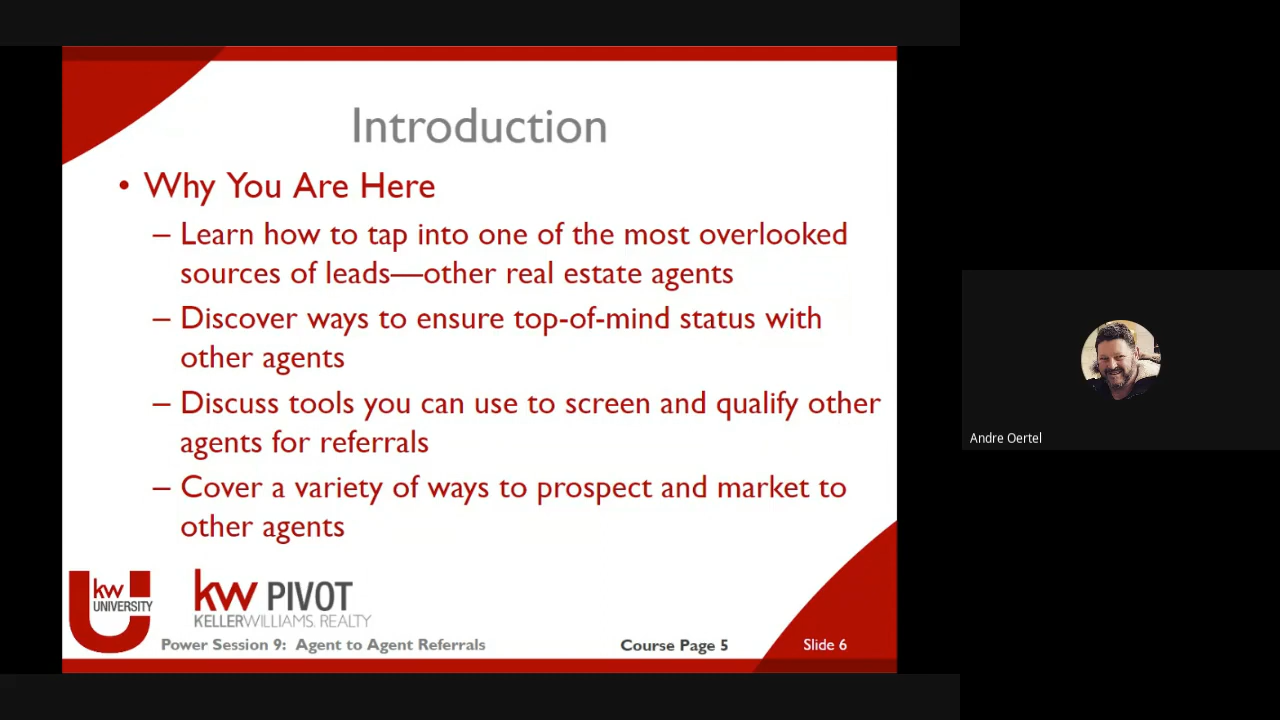 Introduction
• Why You Are Here
– Learn how to tap into one of the most overlooked
sources of leads—other real estate agents
– Discover ways to ensure top-of-mind status with
other agents
– Discuss tools you can use to screen and qualify other
agents for referrals
– Cover a variety of ways to prospect and market to
other agents
kw
UNIVERSITY
kw PIVOT
KELLERWILLIAMS. REALTY
Power Session 9: Agent to Agent Referrals
Course Page 5
Slide 6
Andre Oertel